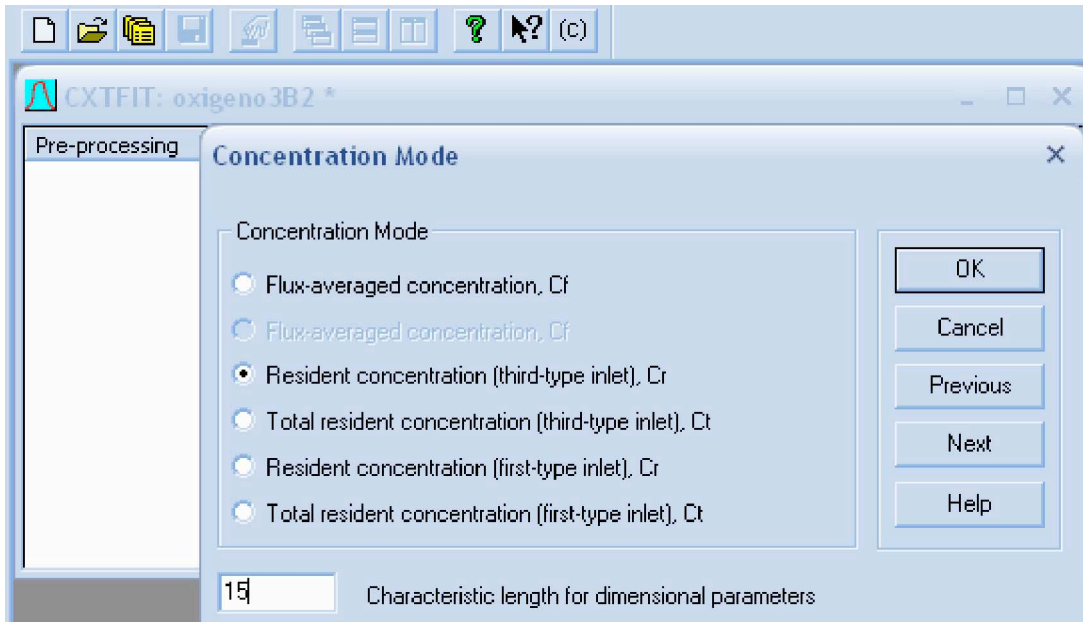 (c)
CXTFIT: oxigeno3B2 *
Pre-processing
Concentration Mode
Concentration Mode
Flux-averaged concentration, Cf
Flux-averaged concentration, Cf
Resident concentration (third-type inlet), Cr
Total resident concentration (third-type inlet), Ct
Resident concentration (first-type inlet), Cr
Total resident concentration (first-type inlet), Ct
OK
Cancel
Previous
Next
Help
15
Characteristic length for dimensional parameters